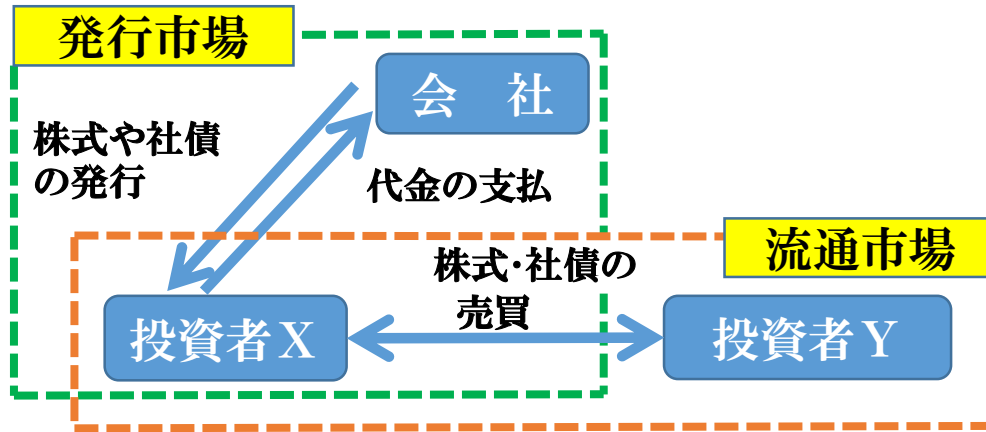 発行市場
会　社
株式や社債
の発行
代金の支払
流通市場
株式･社債の
売買
投資者Ｘ
投資者Ｙ